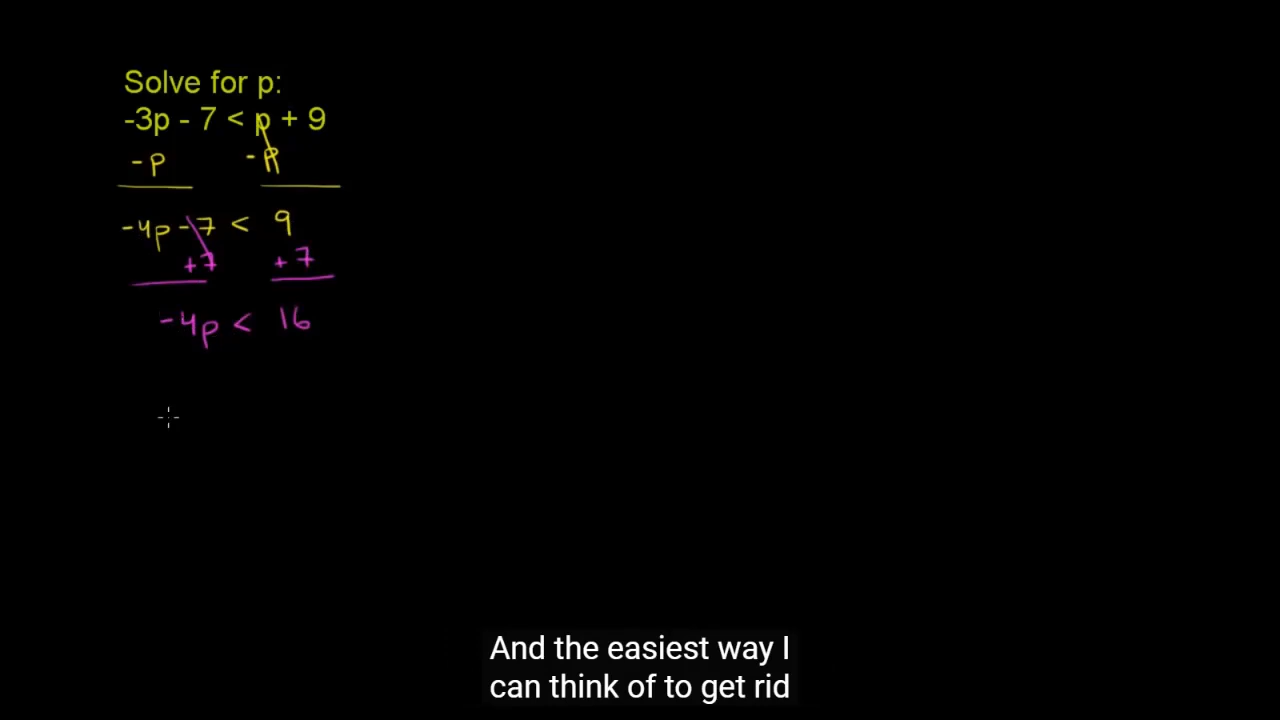 Solve for p:
-3p - 7 < p + 9
-p -p
-4p -7 < 9
+7 +7
-4p < 16
And the easiest way I
can think of to get rid